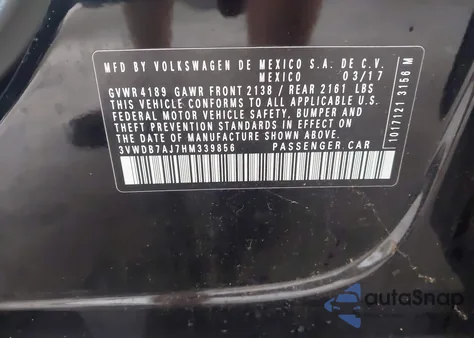 MFD BY VOLKSWAGEN DE MEXICO S.A. DE C.V.
MEXICO 03/17
GVWR 4189 GAWR FRONT 2138 / REAR 2161 LBS
THIS VEHICLE CONFORMS TO ALL APPLICABLE U.S.
FEDERAL MOTOR VEHICLE SAFETY, BUMPER AND
THEFT PREVENTION STANDARDS IN EFFECT ON
THE DATE OF MANUFACTURE SHOWN ABOVE.
3VWDB7AJ7HM339856 PASSENGER CAR
1017121 3156 M
autoSnap